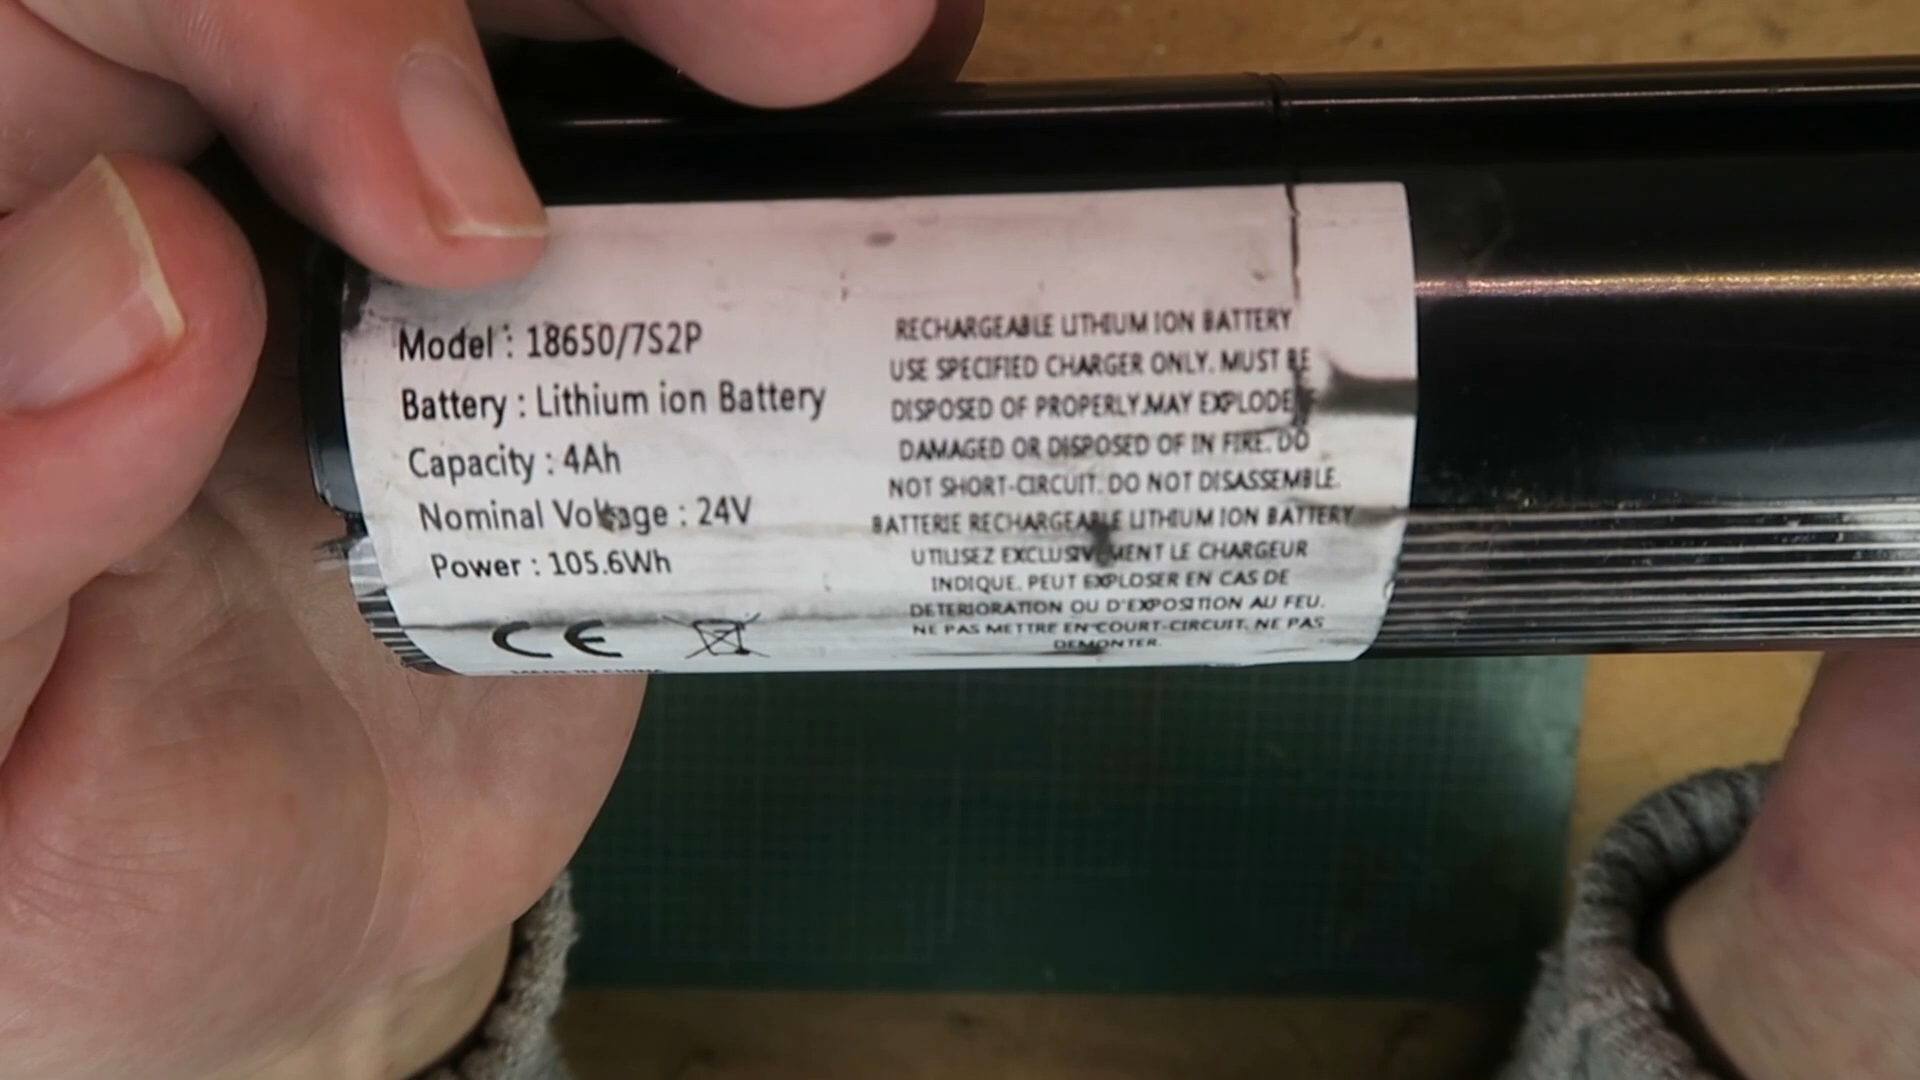 Model : 18650/7S2P
Battery : Lithium ion Battery
Capacity : 4Ah
Nominal Voltage : 24V
Power : 105.6Wh
CE
MADE IN CHINA
RECHARGEABLE LITHIUM ION BATTERY
USE SPECIFIED CHARGER ONLY. MUST BE
DISPOSED OF PROPERLY.MAY EXPLODE
DAMAGED OR DISPOSED OF IN FIRE. DO
NOT SHORT-CIRCUIT. DO NOT DISASSEMBLE.
BATTERIE RECHARGEABLE LITHIUM ION BATTERY
UTILISEZ EXCLUSIVEMENT LE CHARGEUR
INDIQUE. PEUT EXPLOSER EN CAS DE
DETERIORATION OU D'EXPOSITION AU FEU.
NE PAS METTRE EN COURT-CIRCUIT. NE PAS
DEMONTER.